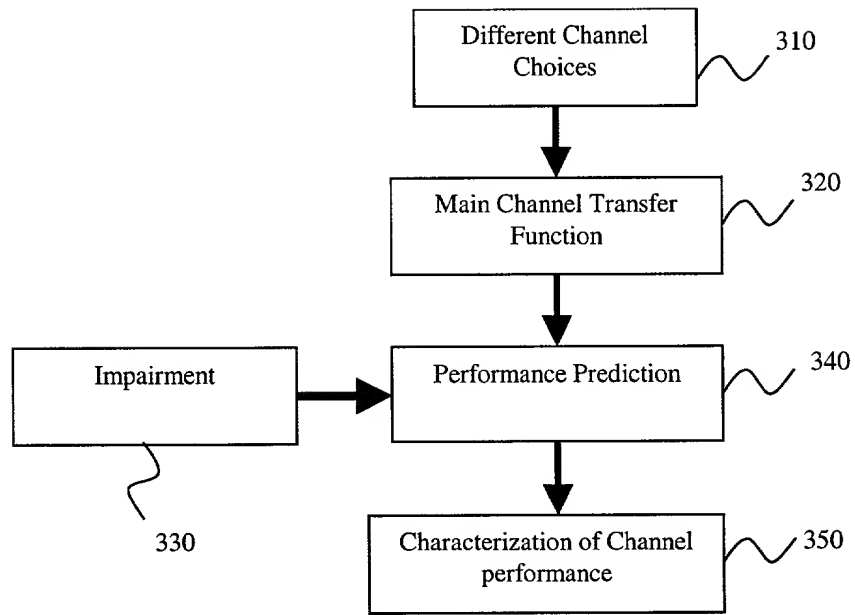 Different Channel
Choices
310
320
Main Channel Transfer
Function
Impairment
Performance Prediction
340
330
Characterization of Channel
performance
350